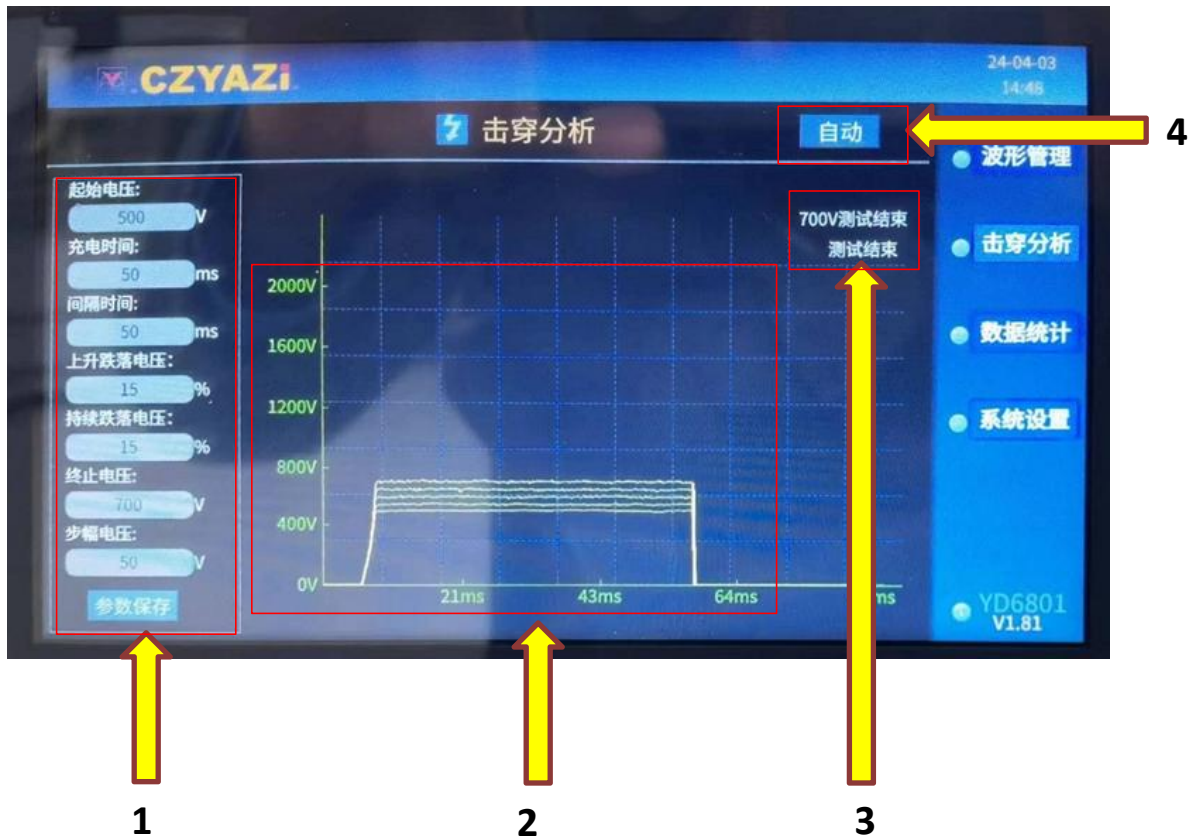 CZYAZi
24-04-03
14:48
击穿分析
自动
4
波形管理
击穿分析
数据统计
系统设置
YD6801
V1.81
起始电压:
500 V
充电时间:
50 ms
间隔时间:
50 ms
上升跌落电压:
15 %
持续跌落电压:
15 %
终止电压:
700 V
步幅电压:
50 V
参数保存
700V测试结束
测试结束
2000V
1600V
1200V
800V
400V
0V
21ms
43ms
64ms
ms
1
2
3